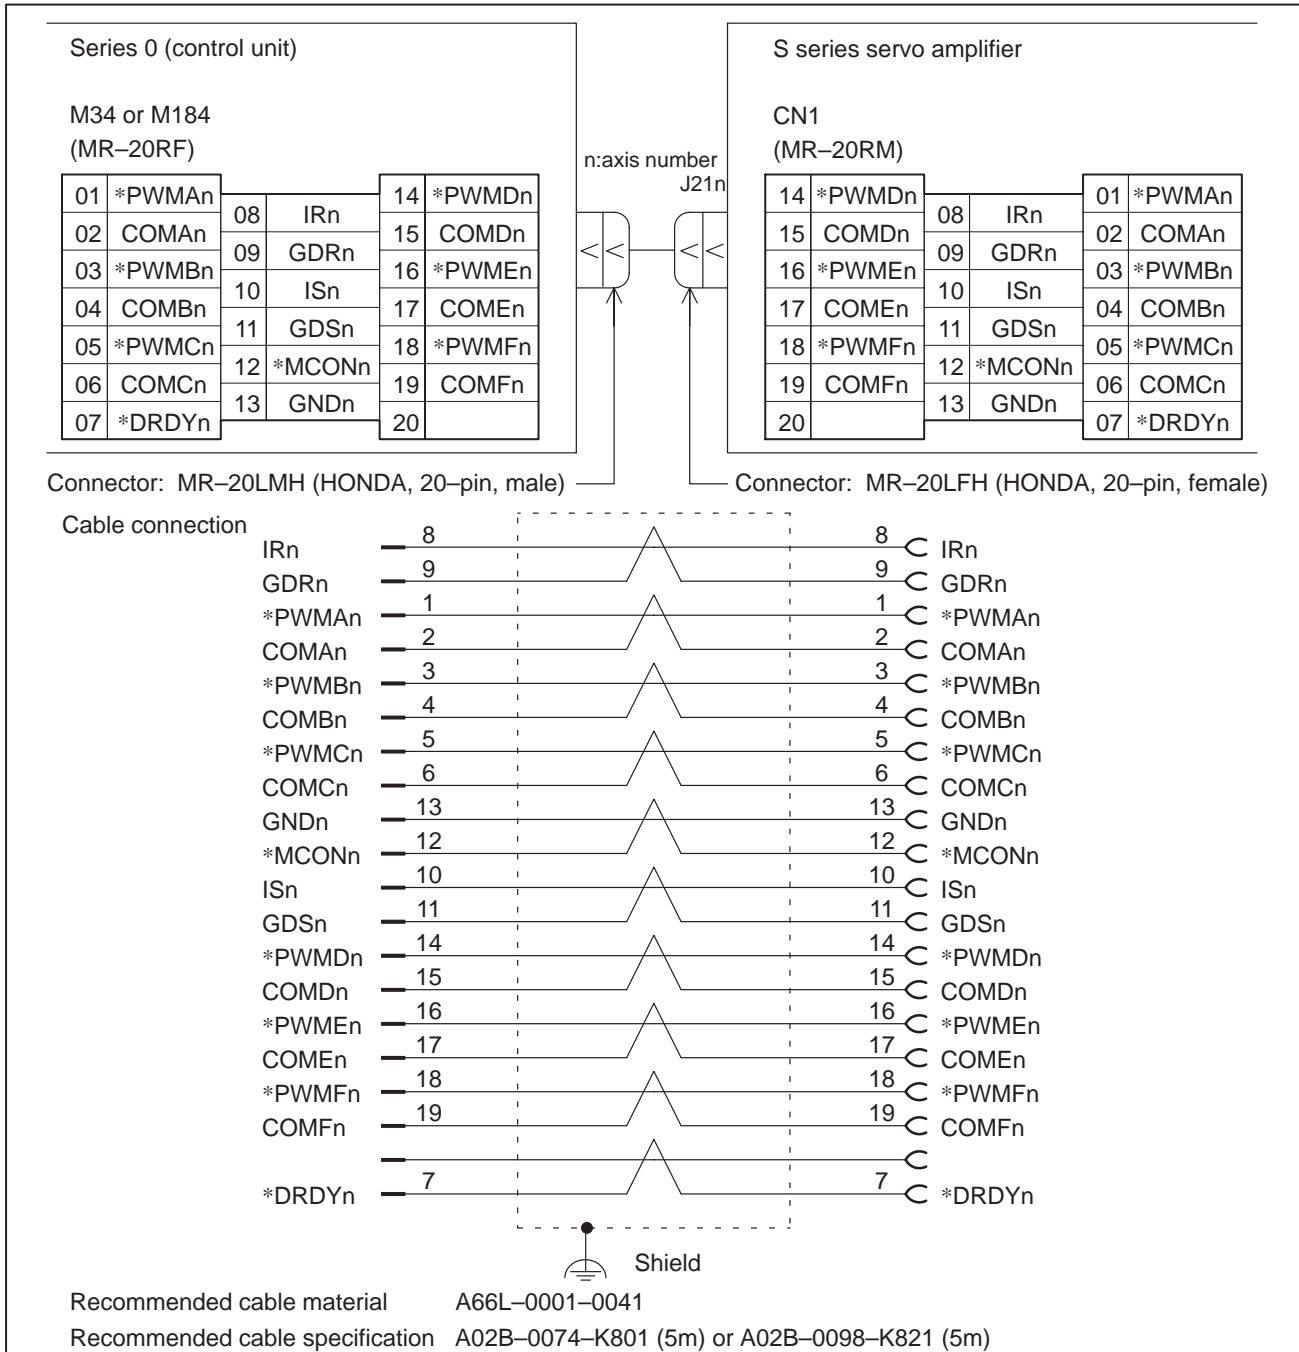 Series 0 (control unit)
S series servo amplifier
M34 or M184
(MR–20RF)
CN1
(MR–20RM)
n:axis number
J21n
01 *PWMAn
02 COMAn
03 *PWMBn
04 COMBn
05 *PWMCn
06 COMCn
07 *DRDYn
08 IRn
09 GDRn
10 ISn
11 GDSn
12 *MCONn
13 GNDn
14 *PWMDn
15 COMDn
16 *PWMEn
17 COMEn
18 *PWMFn
19 COMFn
20
14 *PWMDn
15 COMDn
16 *PWMEn
17 COMEn
18 *PWMFn
19 COMFn
20
08 IRn
09 GDRn
10 ISn
11 GDSn
12 *MCONn
13 GNDn
01 *PWMAn
02 COMAn
03 *PWMBn
04 COMBn
05 *PWMCn
06 COMCn
07 *DRDYn
Connector: MR–20LMH (HONDA, 20–pin, male)
Connector: MR–20LFH (HONDA, 20–pin, female)
Cable connection
IRn 8 8 IRn
GDRn 9 9 GDRn
*PWMAn 1 1 *PWMAn
COMAn 2 2 COMAn
*PWMBn 3 3 *PWMBn
COMBn 4 4 COMBn
*PWMCn 5 5 *PWMCn
COMCn 6 6 COMCn
GNDn 13 13 GNDn
*MCONn 12 12 *MCONn
ISn 10 10 ISn
GDSn 11 11 GDSn
*PWMDn 14 14 *PWMDn
COMDn 15 15 COMDn
*PWMEn 16 16 *PWMEn
COMEn 17 17 COMEn
*PWMFn 18 18 *PWMFn
COMFn 19 19 COMFn
*DRDYn 7 7 *DRDYn
Shield
Recommended cable material A66L–0001–0041
Recommended cable specification A02B–0074–K801 (5m) or A02B–0098–K821 (5m)